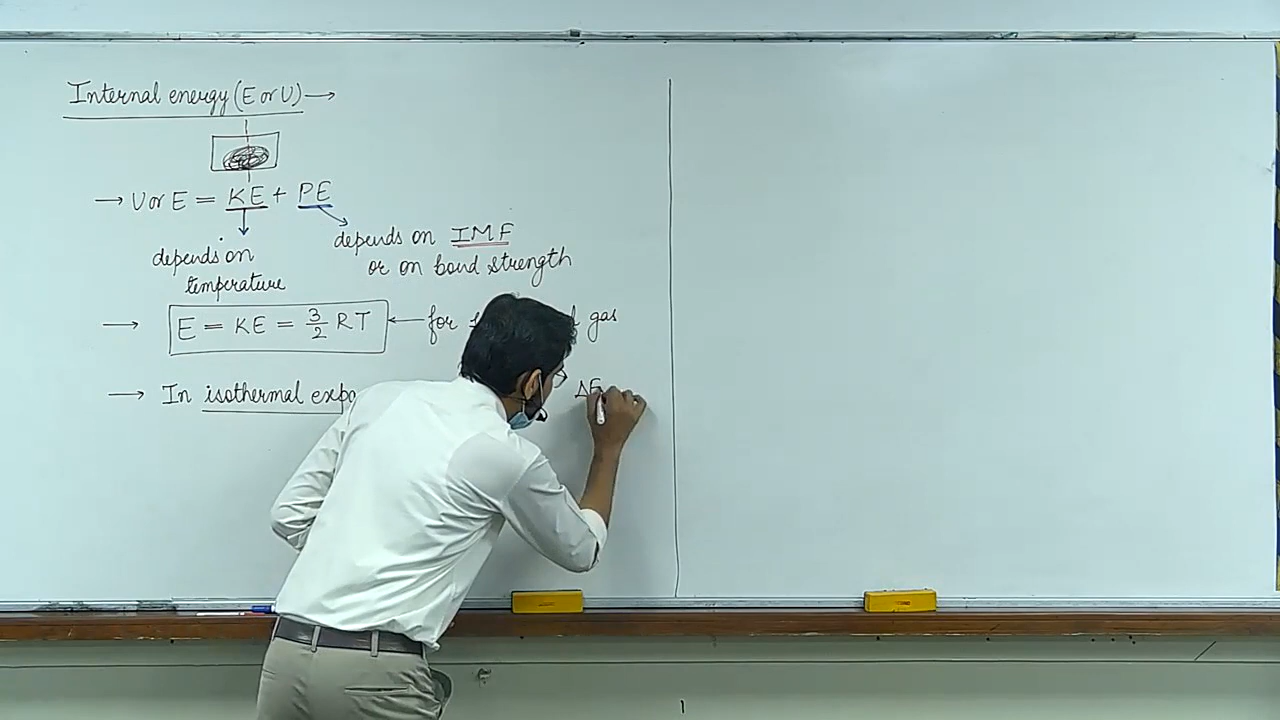 Internal energy (E or U) →
→ U or E = KE + PE
depends on IMF
or on bond strength
depends on
temperature
→ E = KE = 3/2 RT ← for gas
→ In isothermal ΔE